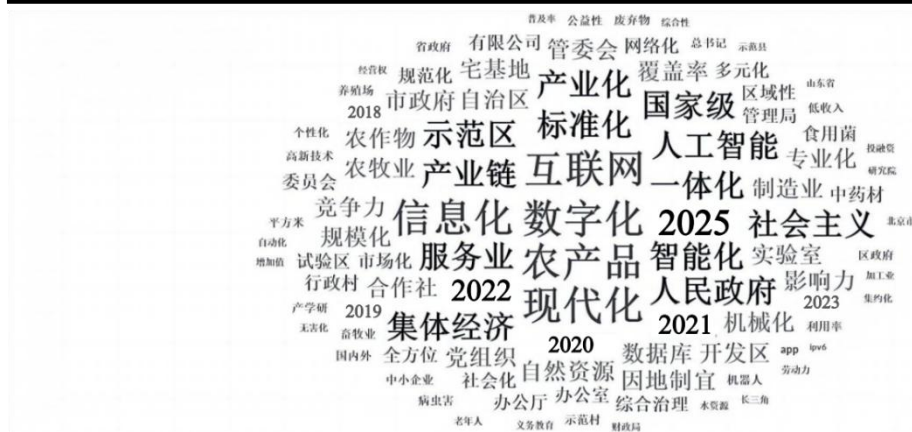 普及率 公益性 废弃物 综合性
省政府 有限公司 管委会 网络化 总书记 示范县
经营权 规范化 宅基地 产业化 覆盖率 多元化
养殖场 市政府 自治区 国家级 区域性 山东省
2018 标准化 管理局 低收入
个性化 农作物 示范区 人工智能 食用菌
高新技术 农牧业 产业链 互联网 专业化 投融资
委员会 一体化 制造业 中药材 研究院
竞争力 信息化 数字化 2025 社会主义
平方米 规模化 北京市
自动化 服务业 农产品 智能化 实验室 区政府
增加值 试验区 市场化
行政村 合作社 2022 现代化 人民政府 影响力 加工业
产学研 2019 2023 集约化
无害化 畜牧业 集体经济 2021 机械化 利用率
2020
国内外 全方位 党组织 数据库 开发区 app ipv6
中小企业 社会化 自然资源 因地制宜 机器人 劳动力
病虫害 办公厅 办公室 综合治理 水资源 长三角
老年人 义务教育 示范村 财政局